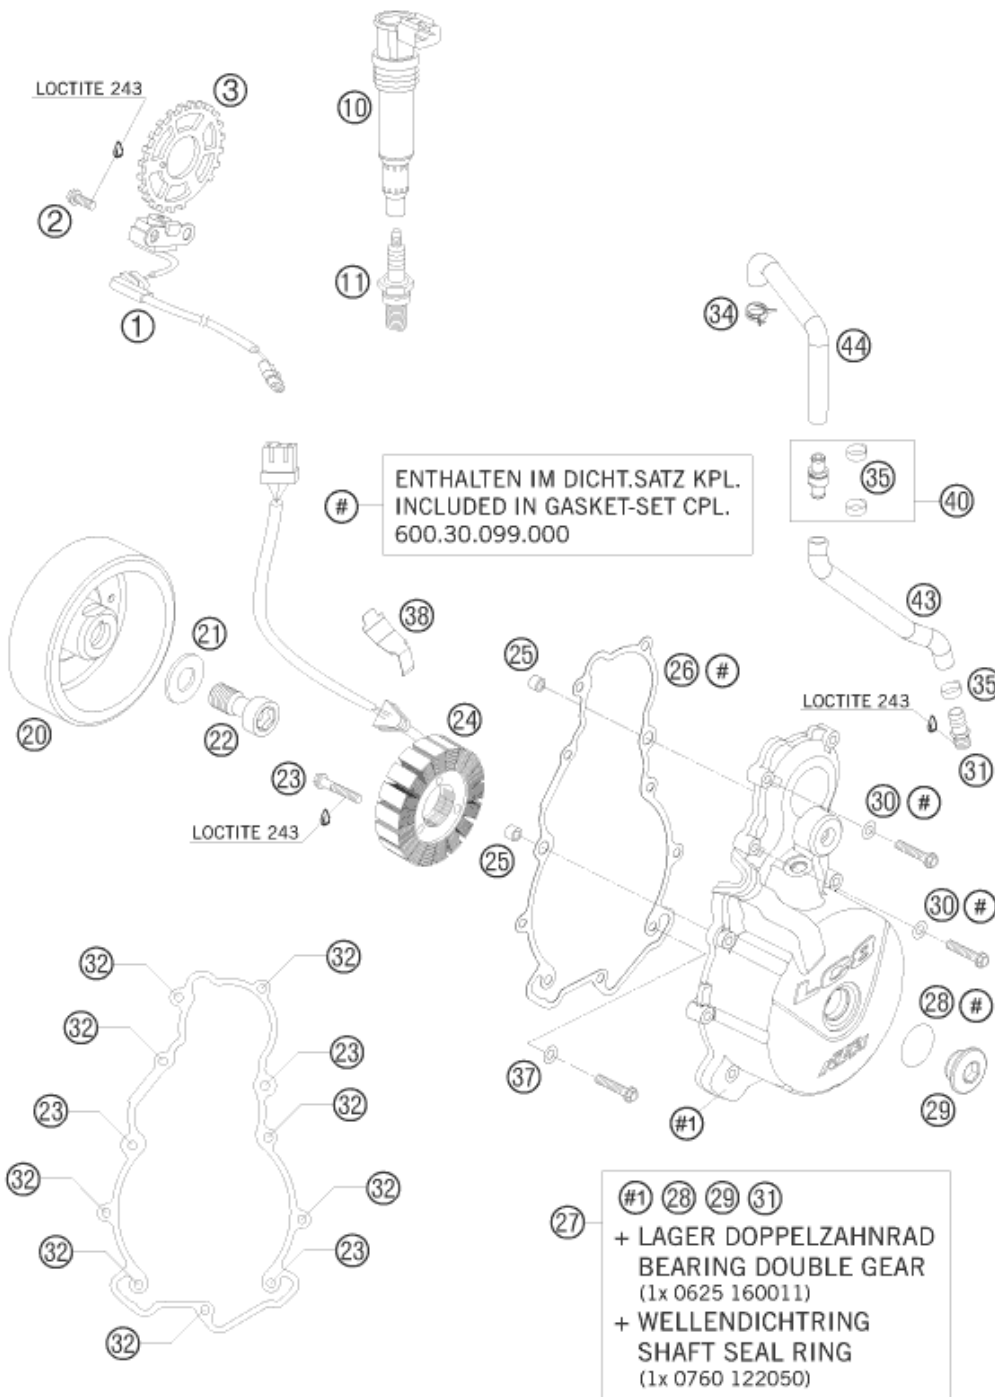 LOCTITE 243
3
10
2
11
1
34
44
35
40
ENTHALTEN IM DICHT.SATZ KPL.
# INCLUDED IN GASKET-SET CPL.
600.30.099.000
43
38
21
25
26 #
35
20
22
24
LOCTITE 243
31
23
30 #
LOCTITE 243
25
30 #
LC8
32
32
28 #
KTM
32
23
37
29
23
32
#1
32
32
#1 28 29 31
27
+ LAGER DOPPELZAHNRAD
BEARING DOUBLE GEAR
(1x 0625 160011)
32
23
+ WELLENDICHTRING
SHAFT SEAL RING
(1x 0760 122050)
32